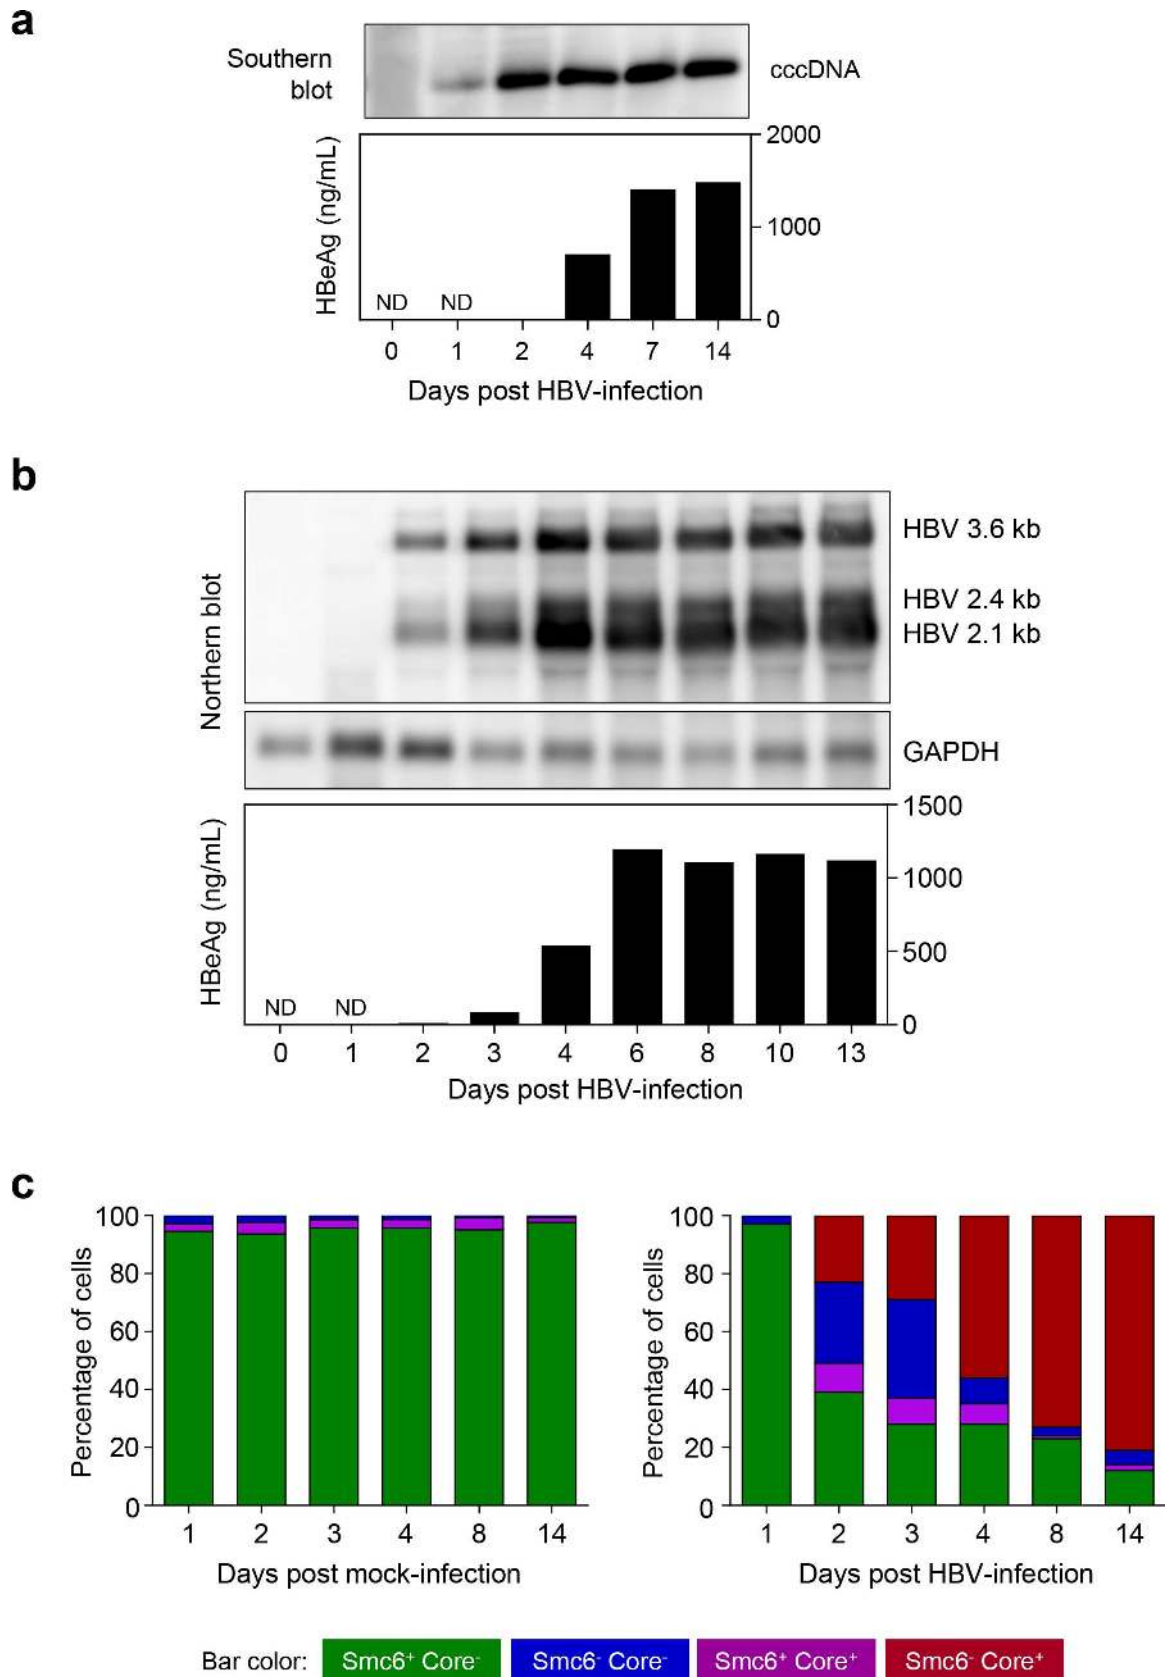 a
Southern
blot
cccDNA
HBeAg (ng/mL)
2000
1000
0
ND ND
0 1 2 4 7 14
Days post HBV-infection
b
Northern blot
HBV 3.6 kb
HBV 2.4 kb
HBV 2.1 kb
GAPDH
HBeAg (ng/mL)
1500
1000
500
0
ND ND
0 1 2 3 4 6 8 10 13
Days post HBV-infection
c
Percentage of cells
100
80
60
40
20
0
1 2 3 4 8 14
Days post mock-infection
Percentage of cells
100
80
60
40
20
0
1 2 3 4 8 14
Days post HBV-infection
Bar color: Smc6⁺ Core⁻ Smc6⁻ Core⁻ Smc6⁺ Core⁺ Smc6⁻ Core⁺